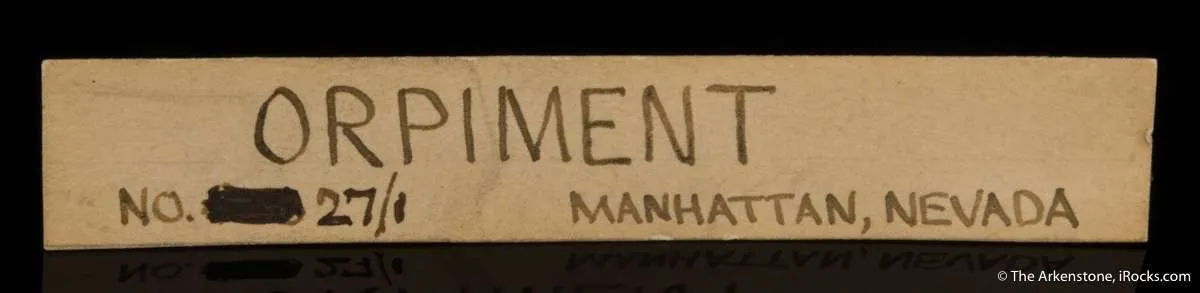 ORPIMENT
NO. 27/1 MANHATTAN, NEVADA
© The Arkenstone, iRocks.com